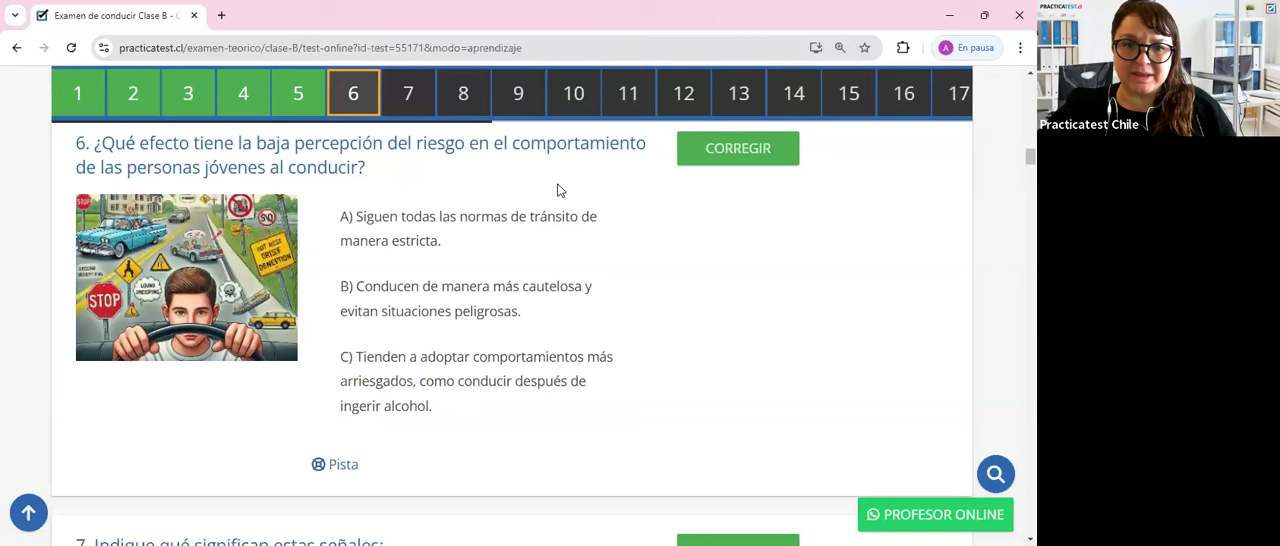 Examen de conducir Clase B - C
practicatest.cl/examen-teorico/clase-B/test-online?id-test=55171&modo=aprendizaje
A En pausa
1 2 3 4 5 6 7 8 9 10 11 12 13 14 15 16 17
6. ¿Qué efecto tiene la baja percepción del riesgo en el comportamiento
de las personas jóvenes al conducir?
CORREGIR
STOP
50
STOP
A) Siguen todas las normas de tránsito de
manera estricta.
B) Conducen de manera más cautelosa y
evitan situaciones peligrosas.
C) Tienden a adoptar comportamientos más
arriesgados, como conducir después de
ingerir alcohol.
Pista
PROFESOR ONLINE
7. Indique qué significan estas señales:
PRACTICATEST.cl
Practicatest Chile